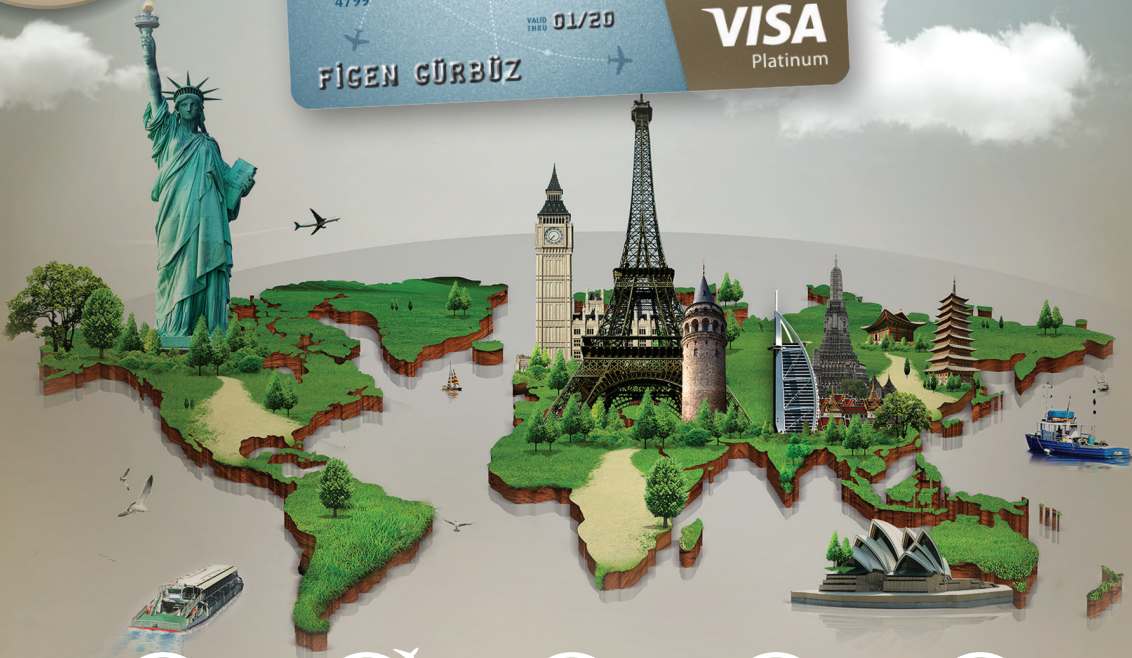 4799
VALID
THRU 01/20
FİGEN GÜRBÜZ
VISA
Platinum